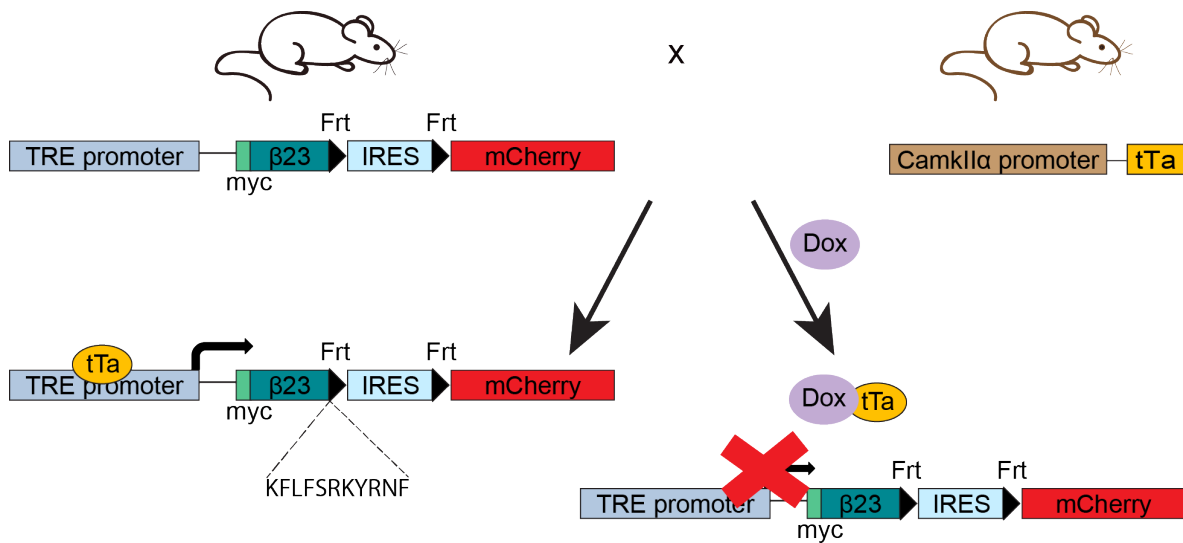 x
Frt Frt
TRE promoter β23 IRES mCherry
myc
CamkIIα promoter tTa
Dox
Frt Frt
tTa
TRE promoter β23 IRES mCherry
myc
KFLFSRKYRNF
Dox tTa
Frt Frt
TRE promoter β23 IRES mCherry
myc